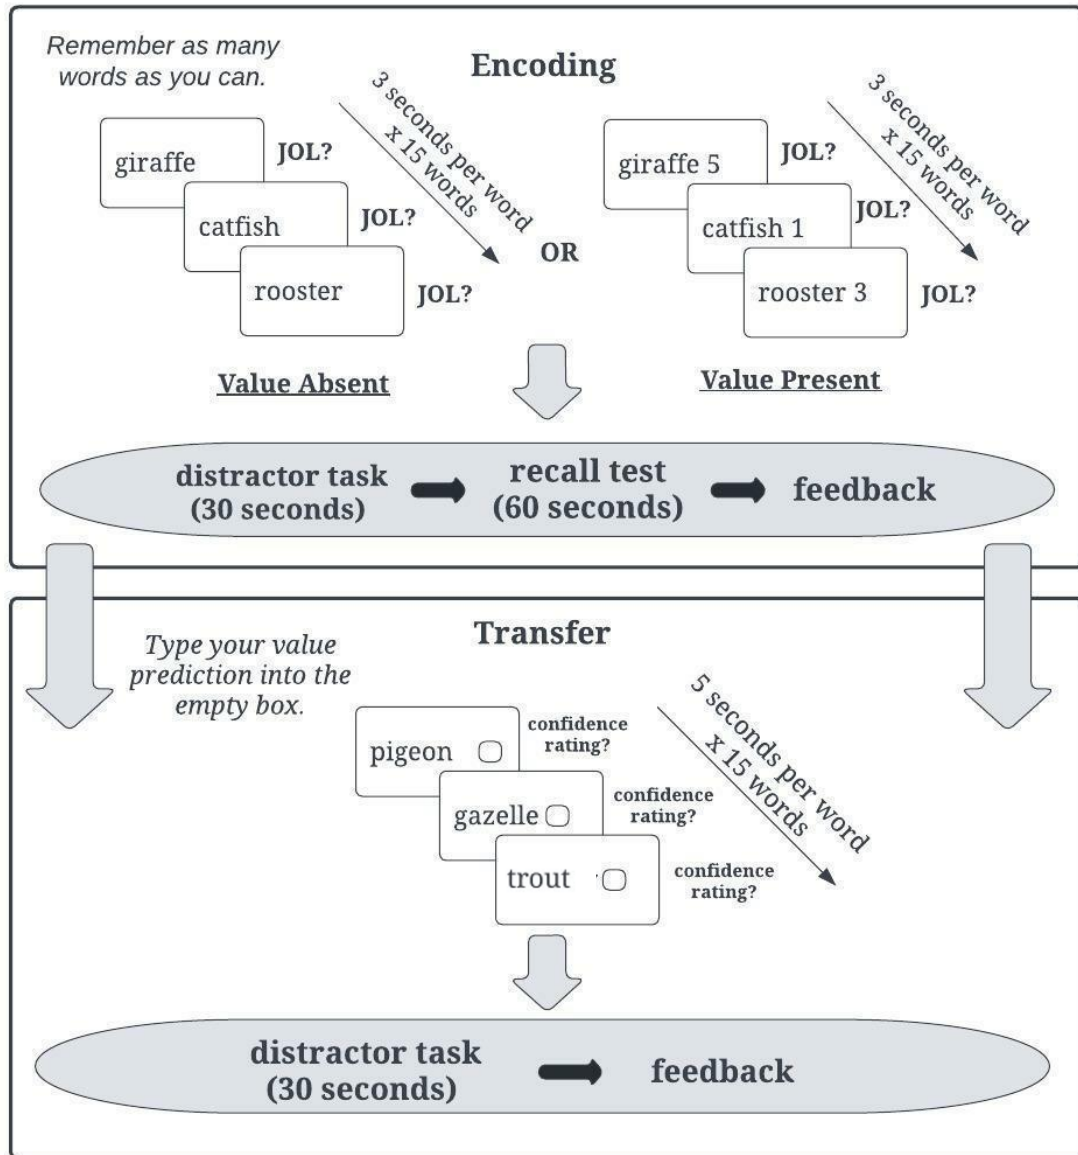 Remember as many
words as you can.
Encoding
giraffe
JOL?
catfish
JOL?
rooster
JOL?
3 seconds per word
x 15 words
Value Absent
OR
giraffe 5
JOL?
catfish 1
JOL?
rooster 3
JOL?
3 seconds per word
x 15 words
Value Present
distractor task
(30 seconds)
recall test
(60 seconds)
feedback
Transfer
Type your value
prediction into the
empty box.
pigeon
confidence
rating?
gazelle
confidence
rating?
trout
confidence
rating?
5 seconds per word
x 15 words
distractor task
(30 seconds)
feedback